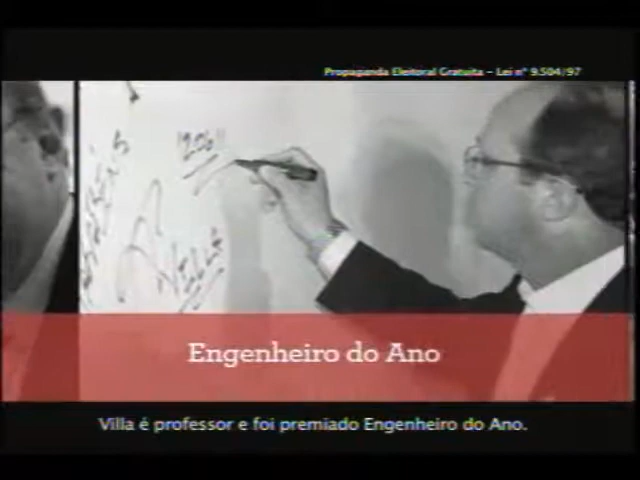 Propaganda Eleitoral Gratuita – Lei nº 9.504/97
Engenheiro do Ano
Villa é professor e foi premiado Engenheiro do Ano.